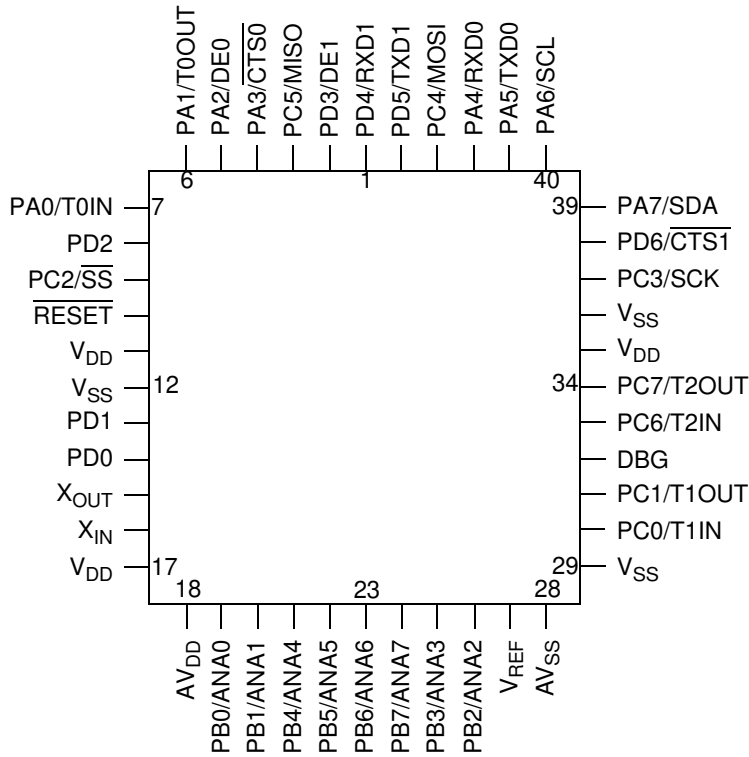 PA1/T0OUT
PA2/DE0
PA3/CTS0
PC5/MISO
PD3/DE1
PD4/RXD1
PD5/TXD1
PC4/MOSI
PA4/RXD0
PA5/TXD0
PA6/SCL
6 1 40
PA0/T0IN 7 39 PA7/SDA
PD2 PD6/CTS1
PC2/SS PC3/SCK
RESET VSS
VDD VDD
VSS 12 34 PC7/T2OUT
PD1 PC6/T2IN
PD0 DBG
XOUT PC1/T1OUT
XIN PC0/T1IN
VDD 17 29 VSS
18 23 28
AVDD
PB0/ANA0
PB1/ANA1
PB4/ANA4
PB5/ANA5
PB6/ANA6
PB7/ANA7
PB3/ANA3
PB2/ANA2
VREF
AVSS